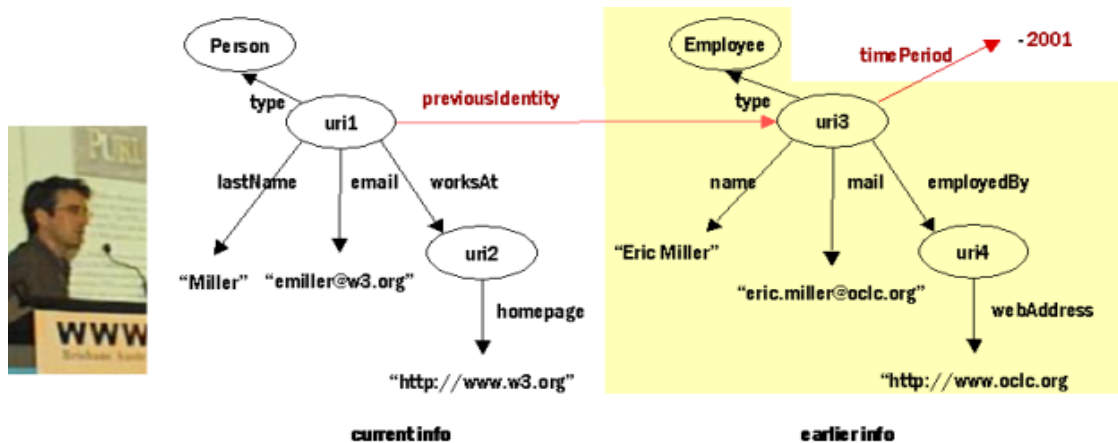 Person
Employee
timePeriod
-2001
type
previousIdentity
type
uri1
uri3
PURL
lastName
email
worksAt
name
mail
employedBy
uri2
"Eric Miller"
uri4
"Miller"
"emiller@w3.org"
"eric.miller@oclc.org"
homepage
webAddress
WWW
"http://www.w3.org"
"http://www.oclc.org
current info
earlier info